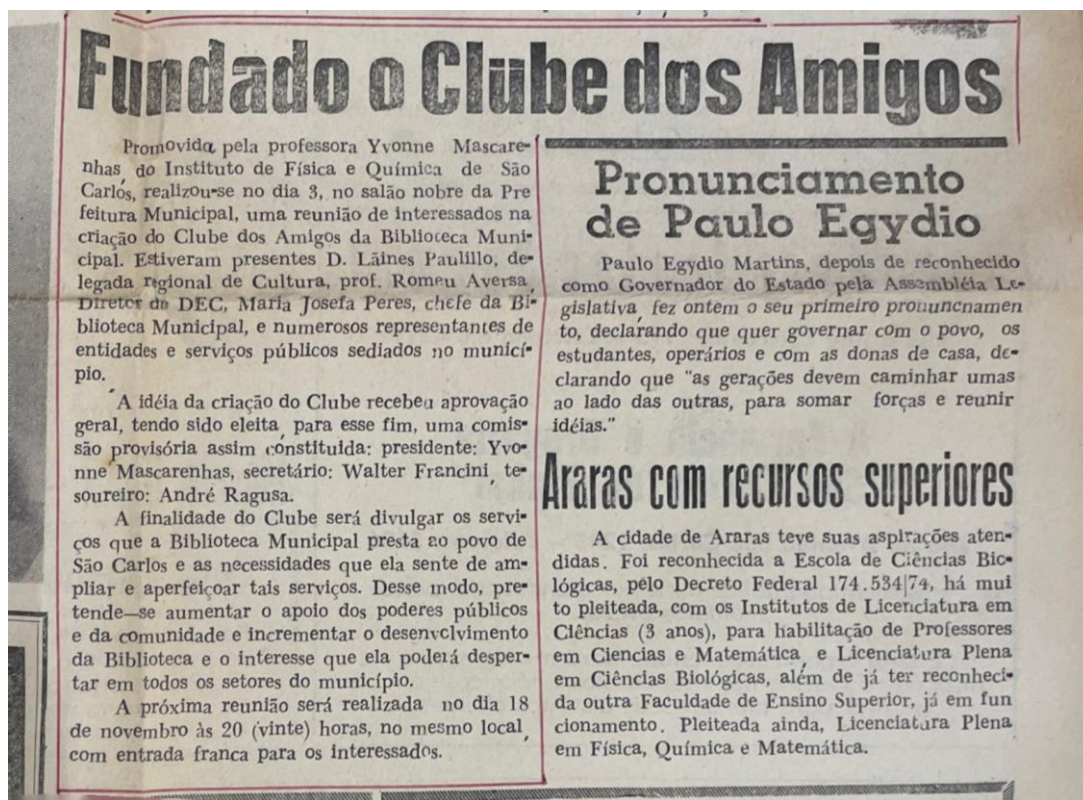 Fundado o Clube dos Amigos
Promovida pela professora Yvonne Mascare-
nhas, do Instituto de Física e Química de São
Carlos, realizou-se no dia 3, no salão nobre da Pre
feitura Municipal, uma reunião de interessados na
criação do Clube dos Amigos da Biblioteca Muni-
cipal. Estiveram presentes D. Láines Paulillo, de-
legada regional de Cultura, prof. Romeu Aversa,
Diretor do DEC, Maria Josefa Peres, chefe da Bi-
blioteca Municipal, e numerosos representantes de
entidades e serviços públicos sediados no municí-
pio.
A idéia da criação do Clube recebeu aprovação
geral, tendo sido eleita, para esse fim, uma comis-
são provisória assim constituida: presidente: Yvo-
nne Mascarenhas, secretário: Walter Francini, te-
soureiro: André Ragusa.
A finalidade do Clube será divulgar os servi-
ços que a Biblioteca Municipal presta ao povo de
São Carlos e as necessidades que ela sente de am-
pliar e aperfeiçoar tais serviços. Desse modo, pre-
tende—se aumentar o apoio dos poderes públicos
e da comunidade e incrementar o desenvolvimento
da Biblioteca e o interesse que ela poderá desper-
tar em todos os setores do município.
A próxima reunião será realizada no dia 18
de novembro às 20 (vinte) horas, no mesmo local,
com entrada franca para os interessados.
Pronunciamento
de Paulo Egydio
Paulo Egydio Martins, depois de reconhecido
como Governador do Estado pela Assembléia Le-
gislativa, fez ontem o seu primeiro pronuncnamen
to, declarando que quer governar com o povo, os
estudantes, operários e com as donas de casa, de-
clarando que "as gerações devem caminhar umas
ao lado das outras, para somar forças e reunir
idéias."
Araras com recursos superiores
A cidade de Araras teve suas aspirações aten-
didas. Foi reconhecida a Escola de Ciências Bio-
lógicas, pelo Decreto Federal 174.534|74, há mui
to pleiteada, com os Institutos de Licenciatura em
Ciências (3 anos), para habilitação de Professores
em Ciencias e Matemática, e Licenciatura Plena
em Ciências Biológicas, além de já ter reconheci-
da outra Faculdade de Ensino Superior, já em fun
cionamento. Pleiteada ainda, Licenciatura Plena
em Física, Química e Matemática.